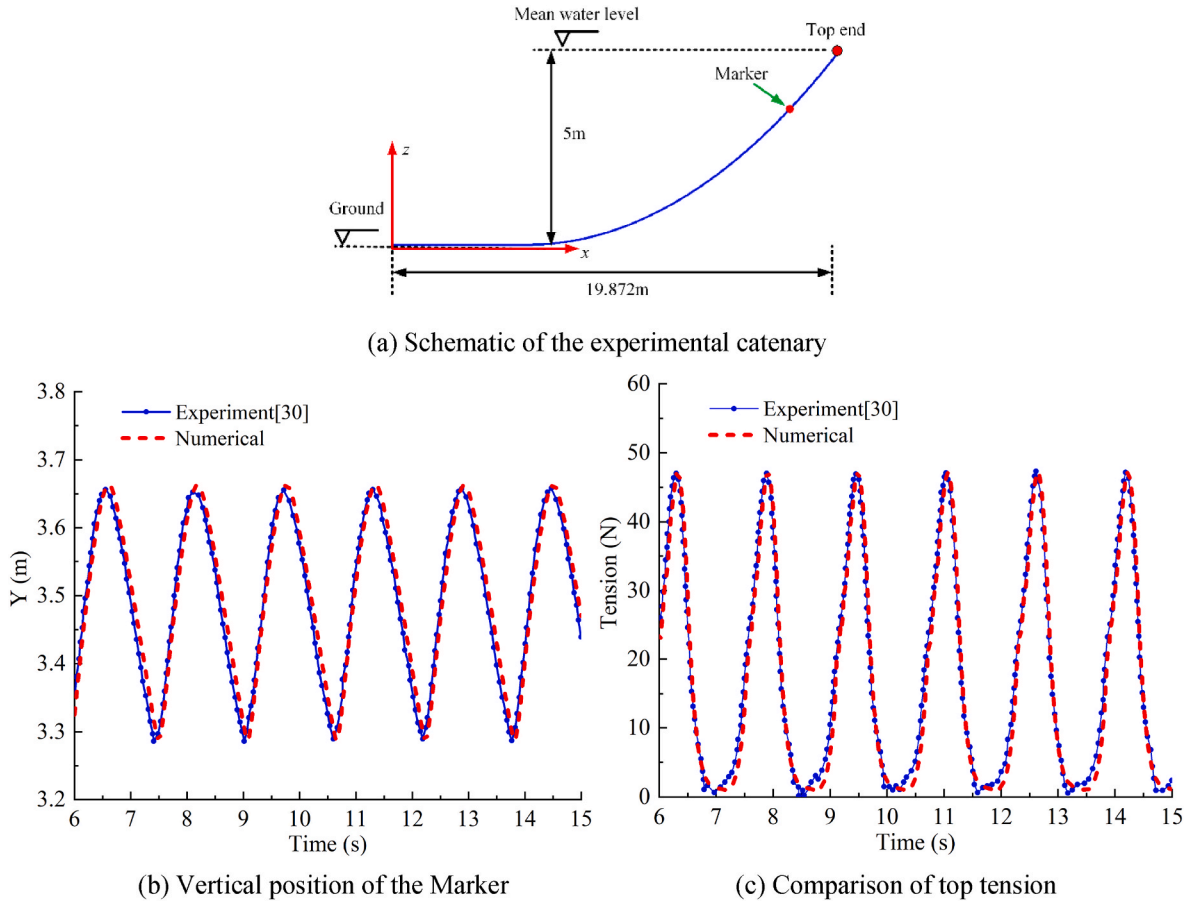 Mean water level
Top end
Marker
5m
z
Ground
x
19.872m
(a) Schematic of the experimental catenary
3.8
3.7
3.6
3.5
3.4
3.3
3.2
Y (m)
Experiment[30]
Numerical
6 7 8 9 10 11 12 13 14 15
Time (s)
(b) Vertical position of the Marker
60
50
40
30
20
10
0
Tension (N)
Experiment[30]
Numerical
6 7 8 9 10 11 12 13 14 15
Time (s)
(c) Comparison of top tension